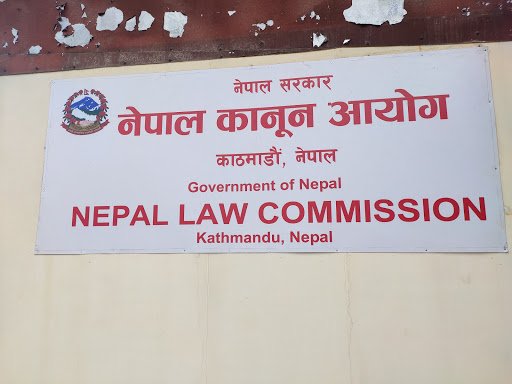 नेपाल सरकार
नेपाल कानून आयोग
काठमाडौं, नेपाल
Government of Nepal
NEPAL LAW COMMISSION
Kathmandu, Nepal